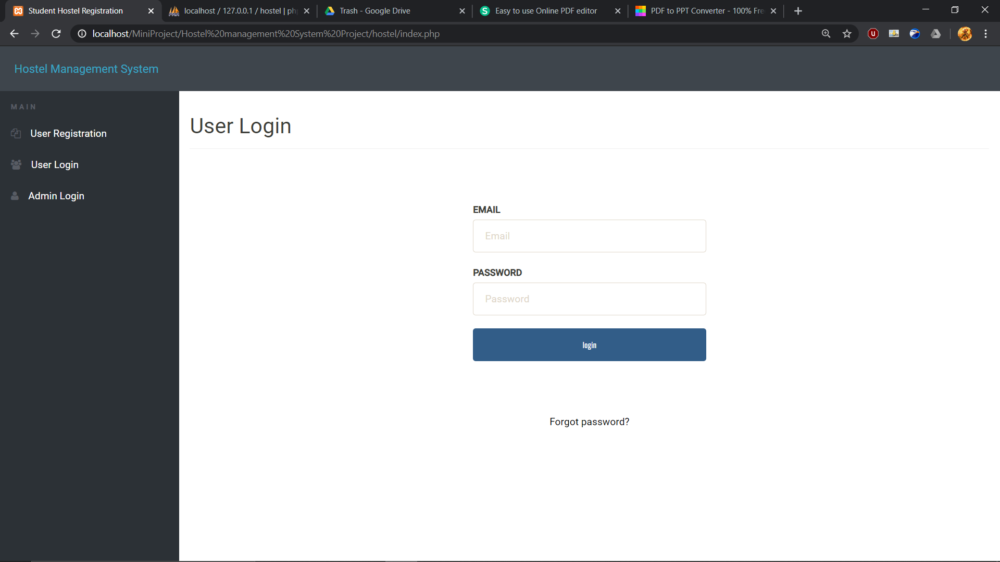 Student Hostel Registration
localhost / 127.0.0.1 / hostel | ph
Trash - Google Drive
Easy to use Online PDF editor
PDF to PPT Converter - 100% Fre
localhost/MiniProject/Hostel%20management%20System%20Project/hostel/index.php
Hostel Management System
MAIN
User Registration
User Login
Admin Login
User Login
EMAIL
Email
PASSWORD
Password
login
Forgot password?